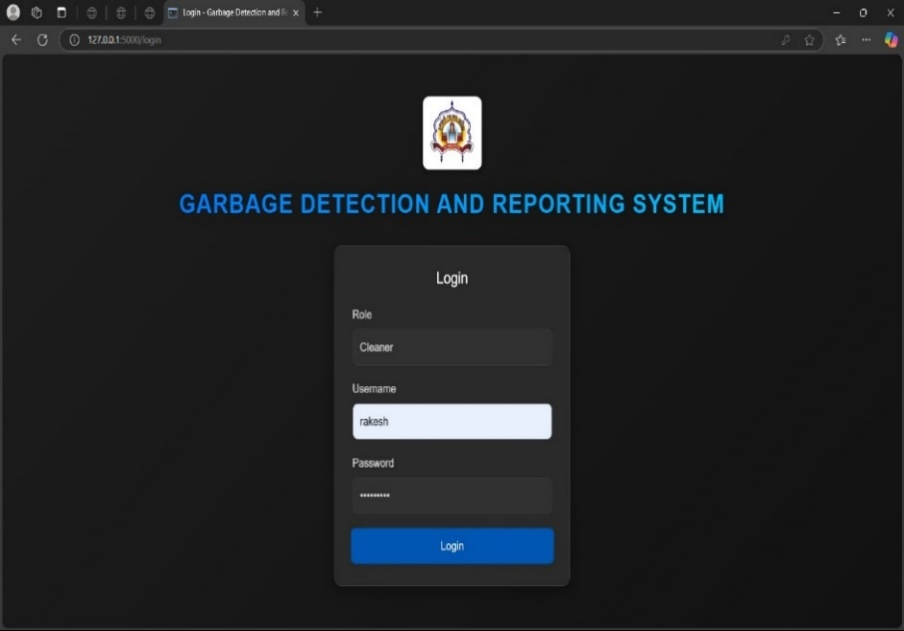 Login - Garbage Detection and Re
127.0.0.1:5000/login
GARBAGE DETECTION AND REPORTING SYSTEM
Login
Role
Cleaner
Username
rakesh
Password
•••••••••
Login